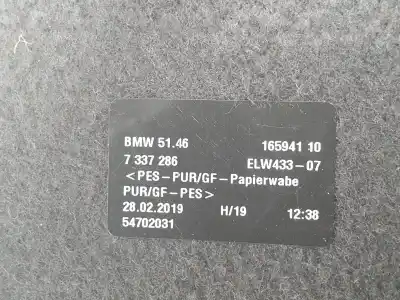 BMW 51.46 165941 10
7 337 286 ELW433-07
<PES-PUR/GF-Papierwabe
PUR/GF-PES>
28.02.2019 H/19 12:38
54702031